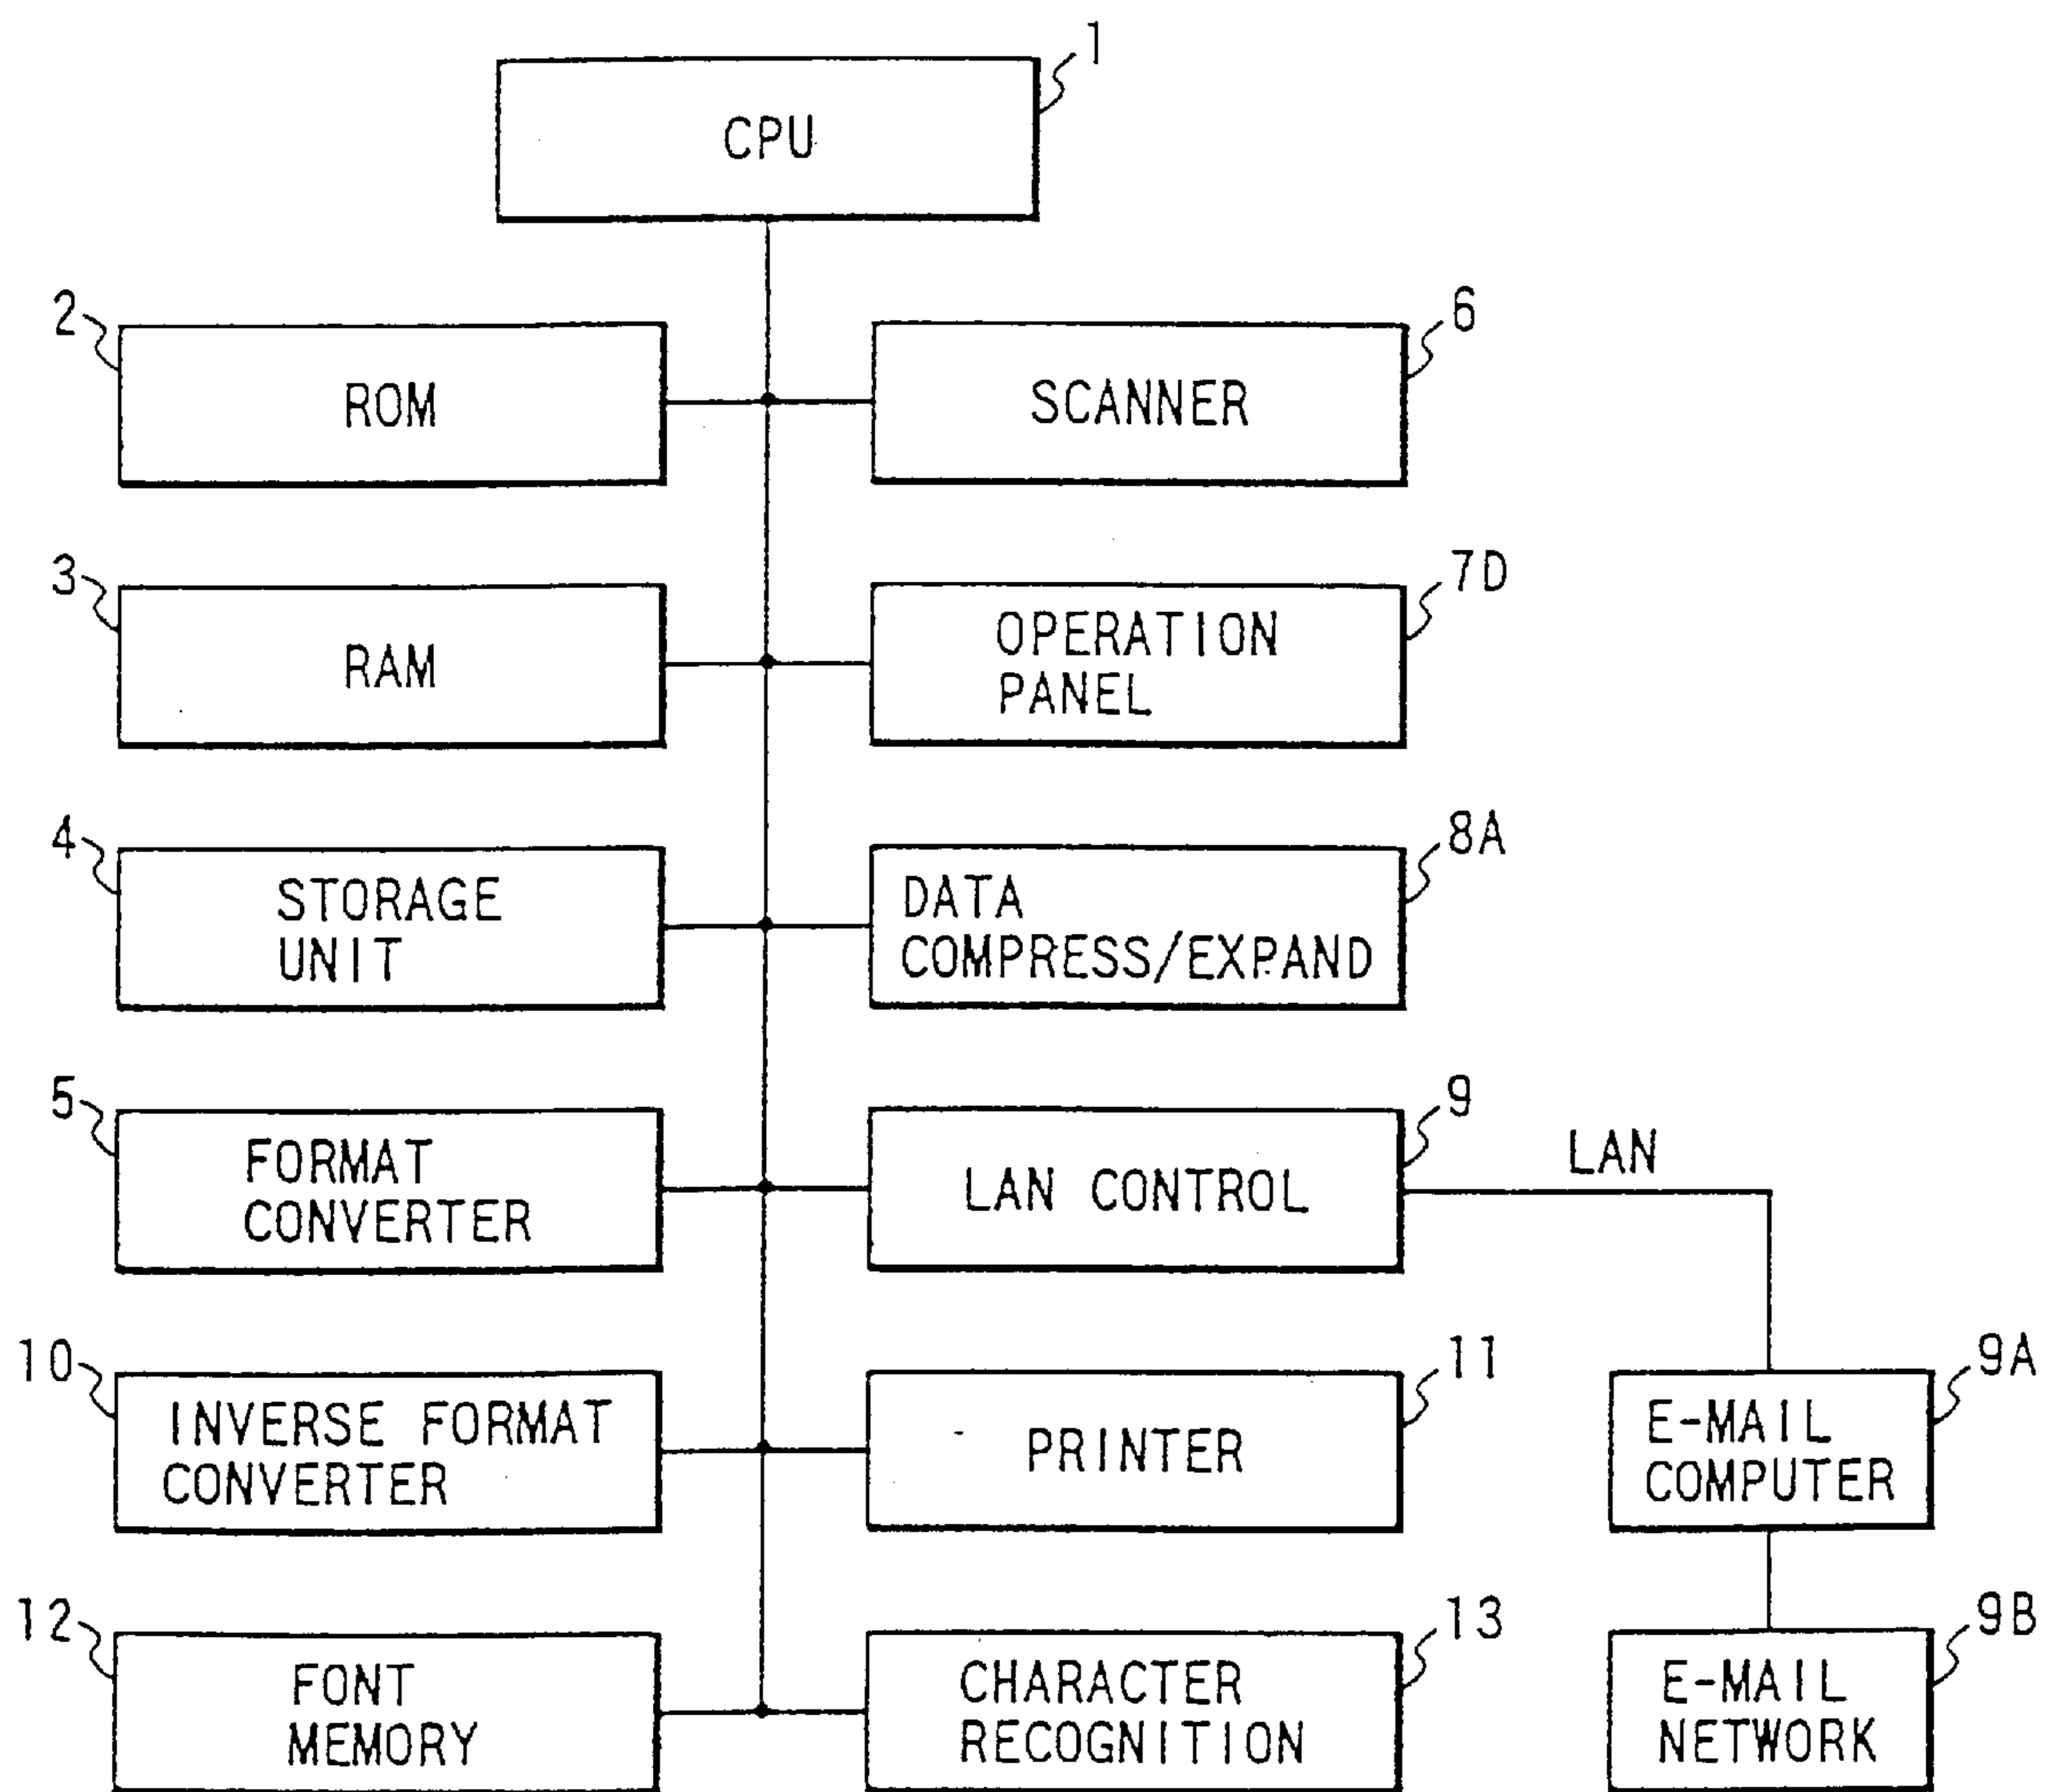 1
CPU
2
ROM
6
SCANNER
3
RAM
7D
OPERATION
PANEL
4
STORAGE
UNIT
8A
DATA
COMPRESS/EXPAND
5
FORMAT
CONVERTER
9
LAN CONTROL
LAN
10
INVERSE FORMAT
CONVERTER
11
PRINTER
9A
E-MAIL
COMPUTER
12
FONT
MEMORY
13
CHARACTER
RECOGNITION
9B
E-MAIL
NETWORK